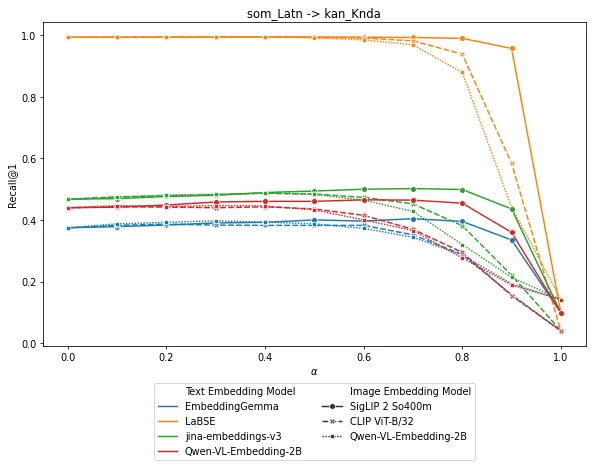 som_Latn -> kan_Knda
Recall@1
1.0
0.8
0.6
0.4
0.2
0.0
0.0 0.2 0.4 0.6 0.8 1.0
α
Text Embedding Model
EmbeddingGemma
LaBSE
jina-embeddings-v3
Qwen-VL-Embedding-2B
Image Embedding Model
SigLIP 2 So400m
CLIP ViT-B/32
Qwen-VL-Embedding-2B